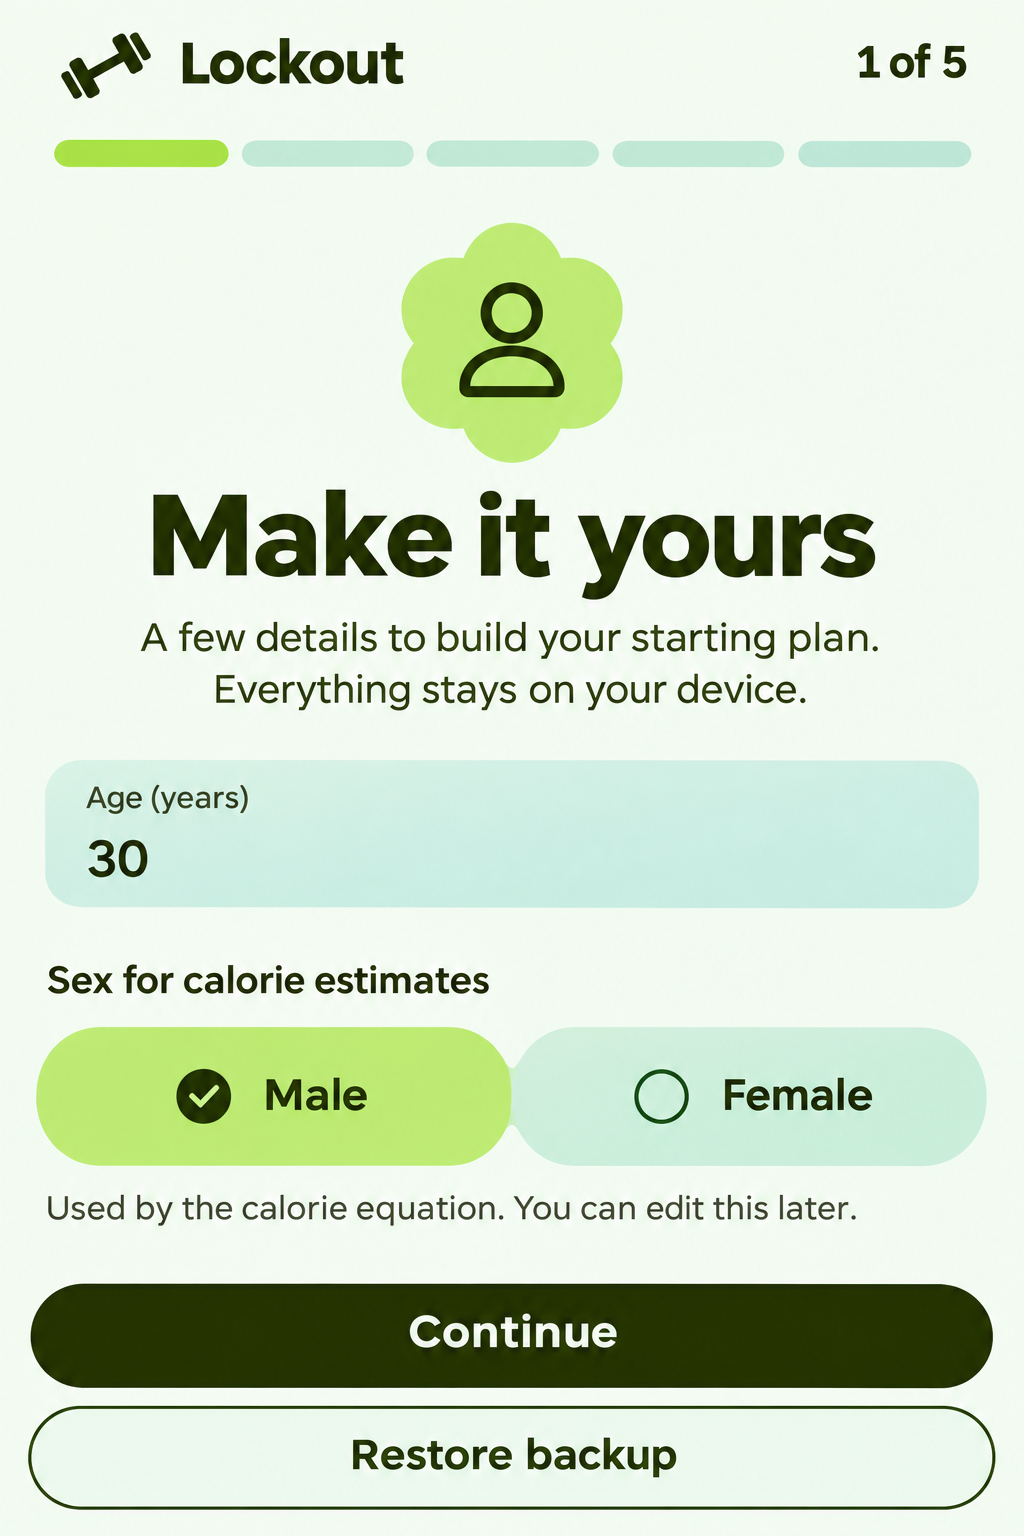 Lockout
1 of 5
Make it yours
A few details to build your starting plan.
Everything stays on your device.
Age (years)
30
Sex for calorie estimates
Male
Female
Used by the calorie equation. You can edit this later.
Continue
Restore backup